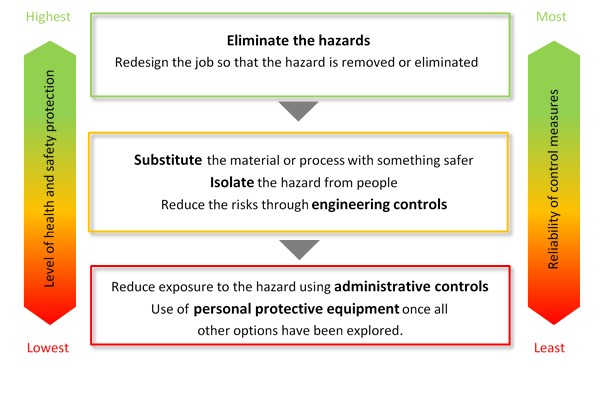 Highest
Most
Eliminate the hazards
Redesign the job so that the hazard is removed or eliminated
Level of health and safety protection
Reliability of control measures
Substitute the material or process with something safer
Isolate the hazard from people
Reduce the risks through engineering controls
Reduce exposure to the hazard using administrative controls
Use of personal protective equipment once all
other options have been explored.
Lowest
Least